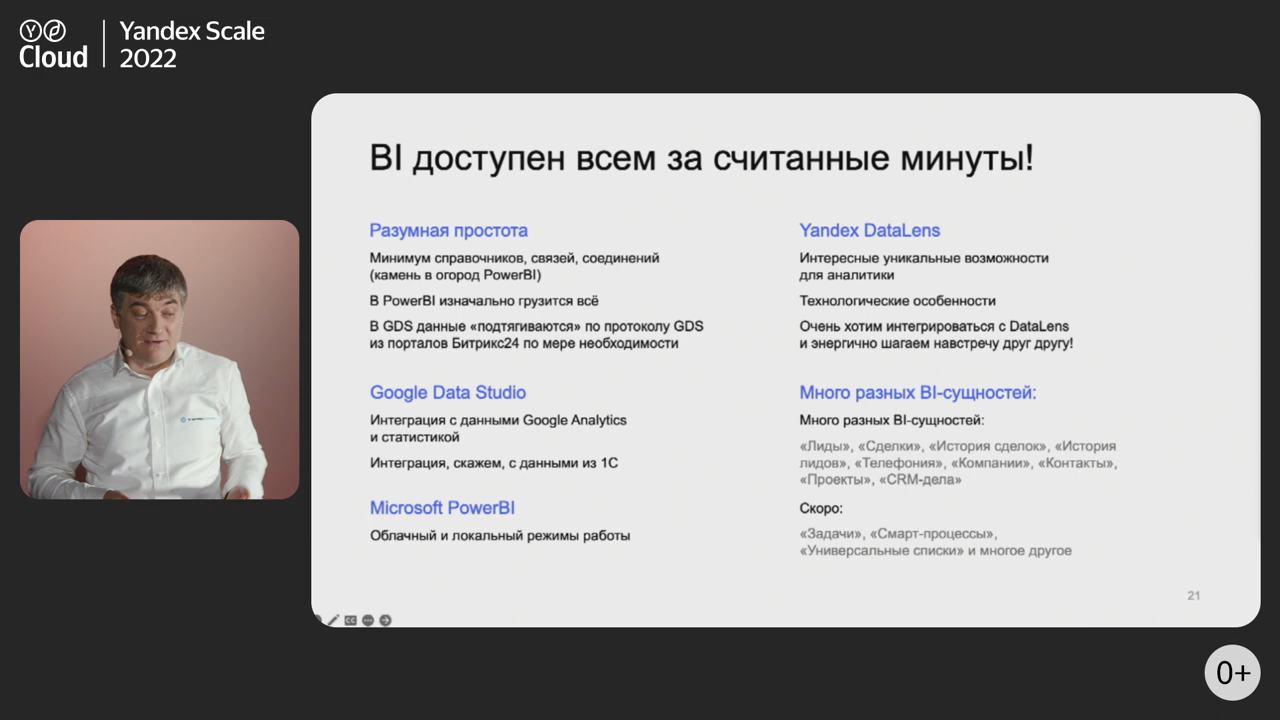 Cloud
Yandex Scale
2022
BI доступен всем за считанные минуты!
Разумная простота
Минимум справочников, связей, соединений
(камень в огород PowerBI)
В PowerBI изначально грузится всё
В GDS данные «подтягиваются» по протоколу GDS
из порталов Битрикс24 по мере необходимости
Google Data Studio
Интеграция с данными Google Analytics
и статистикой
Интеграция, скажем, с данными из 1С
Microsoft PowerBI
Облачный и локальный режимы работы
Yandex DataLens
Интересные уникальные возможности
для аналитики
Технологические особенности
Очень хотим интегрироваться с DataLens
и энергично шагаем навстречу друг другу!
Много разных BI-сущностей:
Много разных BI-сущностей:
«Лиды», «Сделки», «История сделок», «История
лидов», «Телефония», «Компании», «Контакты»,
«Проекты», «CRM-дела»
Скоро:
«Задачи», «Смарт-процессы»,
«Универсальные списки» и многое другое
21
0+